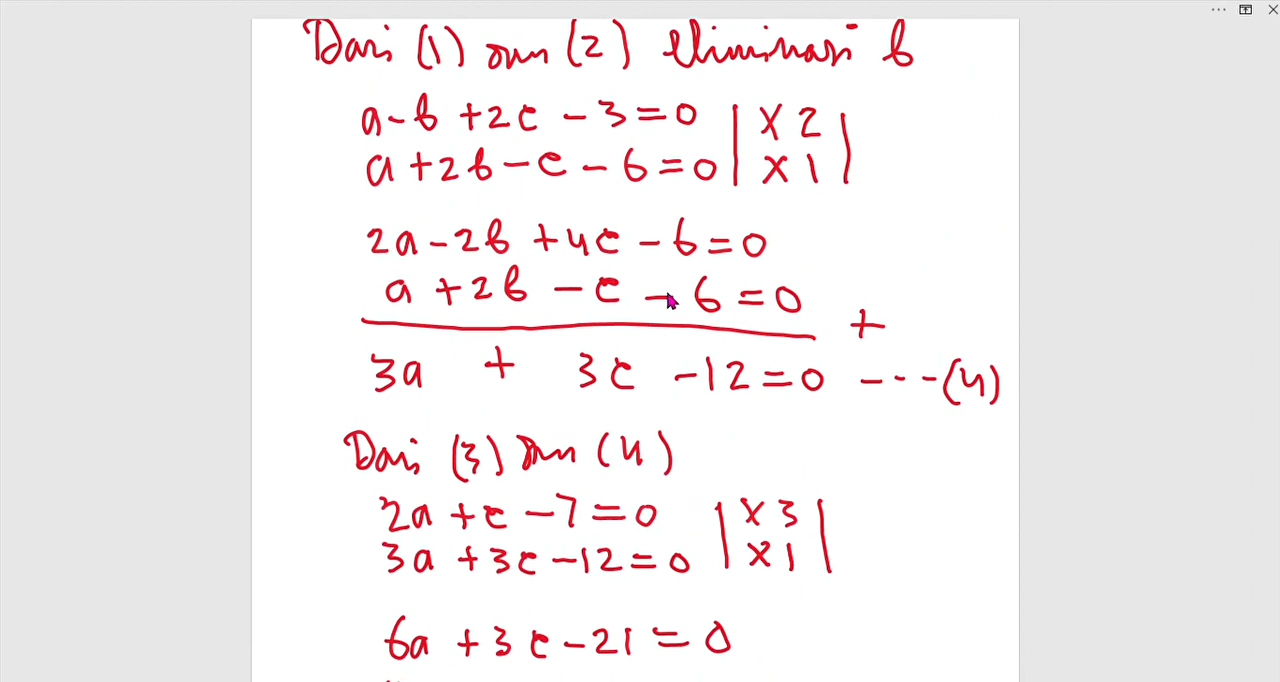 Dari (1) dan (2) eliminasi b
a - b + 2c - 3 = 0 | X 2 |
a + 2b - c - 6 = 0 | X 1 |
2a - 2b + 4c - 6 = 0
a + 2b - c - 6 = 0
+
3a + 3c - 12 = 0 ---(4)
Dari (3) dan (4)
2a + c - 7 = 0 | X 3 |
3a + 3c - 12 = 0 | X 1 |
6a + 3c - 21 = 0